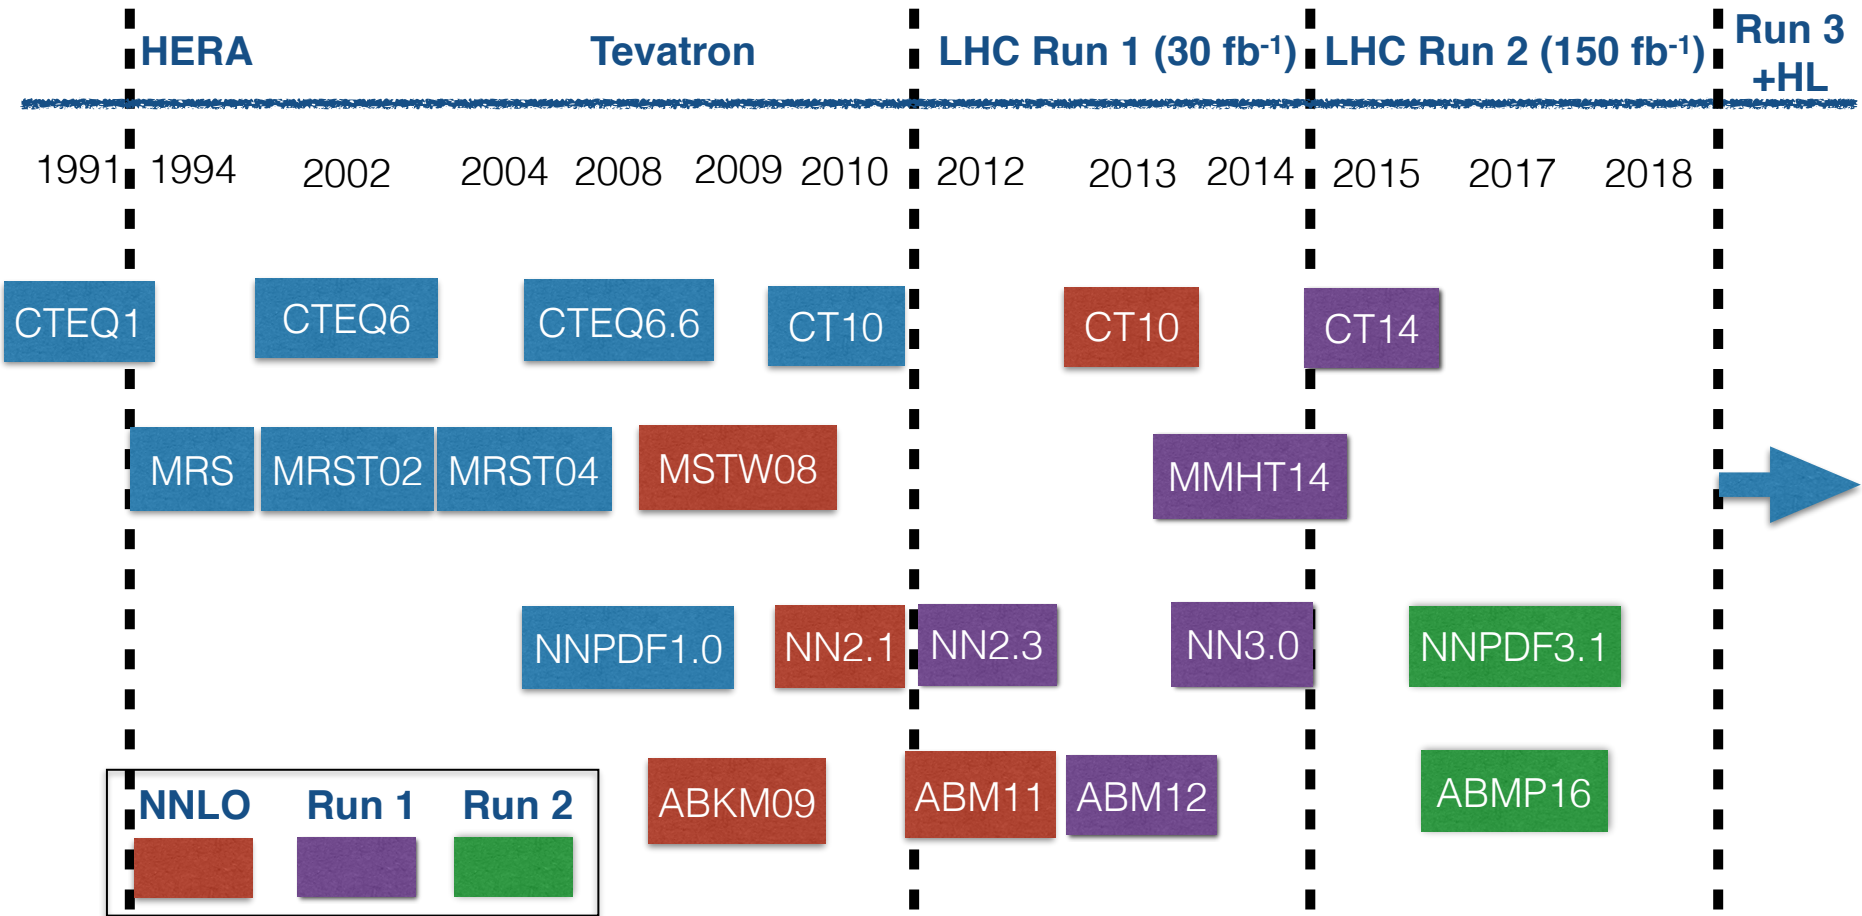 HERA Tevatron LHC Run 1 (30 fb-1) LHC Run 2 (150 fb-1) Run 3
+HL
1991 1994 2002 2004 2008 2009 2010 2012 2013 2014 2015 2017 2018
CTEQ1 CTEQ6 CTEQ6.6 CT10 CT10 CT14
MRS MRST02 MRST04 MSTW08 MMHT14
NNPDF1.0 NN2.1 NN2.3 NN3.0 NNPDF3.1
ABKM09 ABM11 ABM12 ABMP16
NNLO Run 1 Run 2